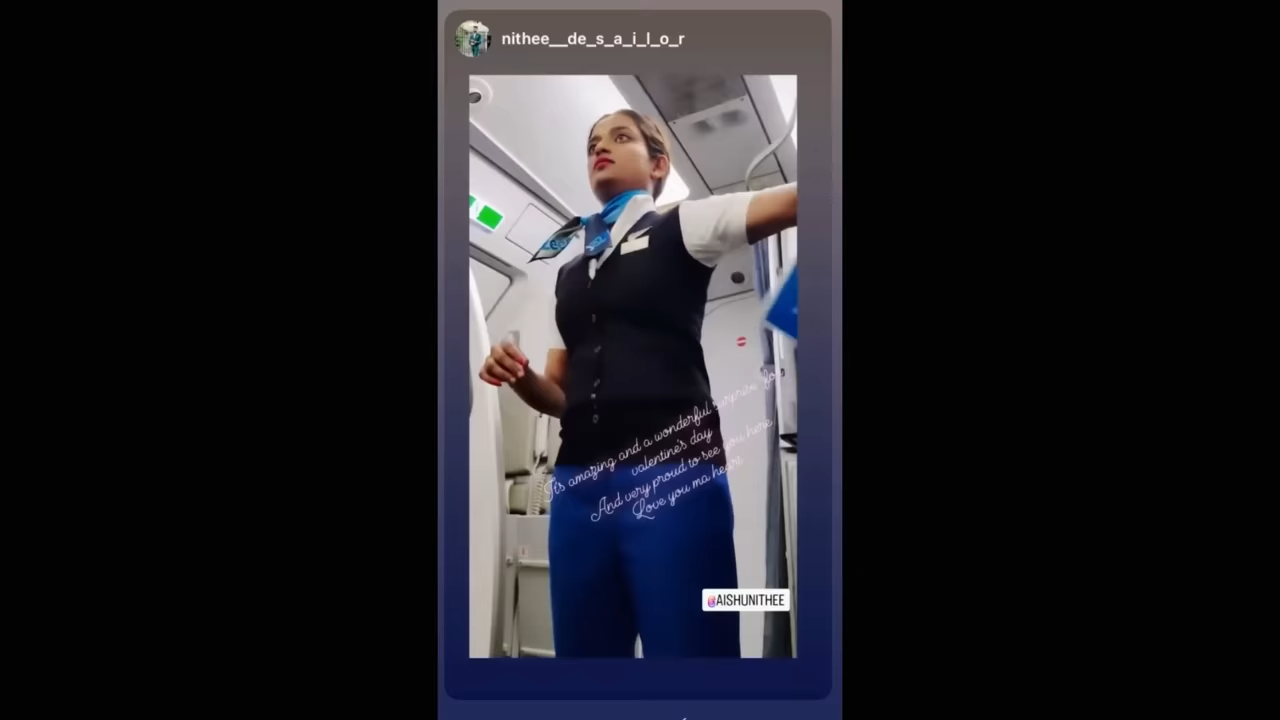 nithee__de_s_a_i_l_o_r
It's amazing and a wonderful surprise for
valentine's day
And very proud to see you here
Love you ma heart
@AISHUNITHEE